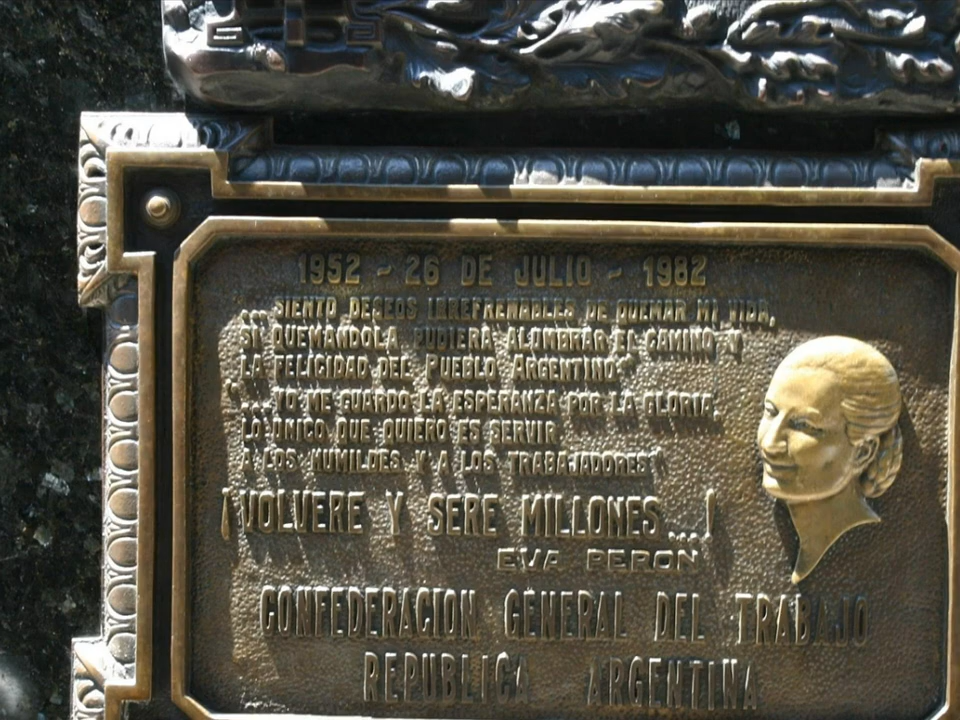 1952 - 26 DE JULIO - 1982
"... SIENTO DESEOS IRREFRENABLES DE QUEMAR MI VIDA,
SI QUEMANDOLA PUDIERA ALUMBRAR EL CAMINO Y
LA FELICIDAD DEL PUEBLO ARGENTINO"
"... YO ME GUARDO LA ESPERANZA POR LA GLORIA.
LO UNICO QUE QUIERO ES SERVIR
A LOS HUMILDES Y A LOS TRABAJADORES"
¡VOLVERE Y SERE MILLONES...!
EVA PERON
CONFEDERACION GENERAL DEL TRABAJO
REPUBLICA ARGENTINA